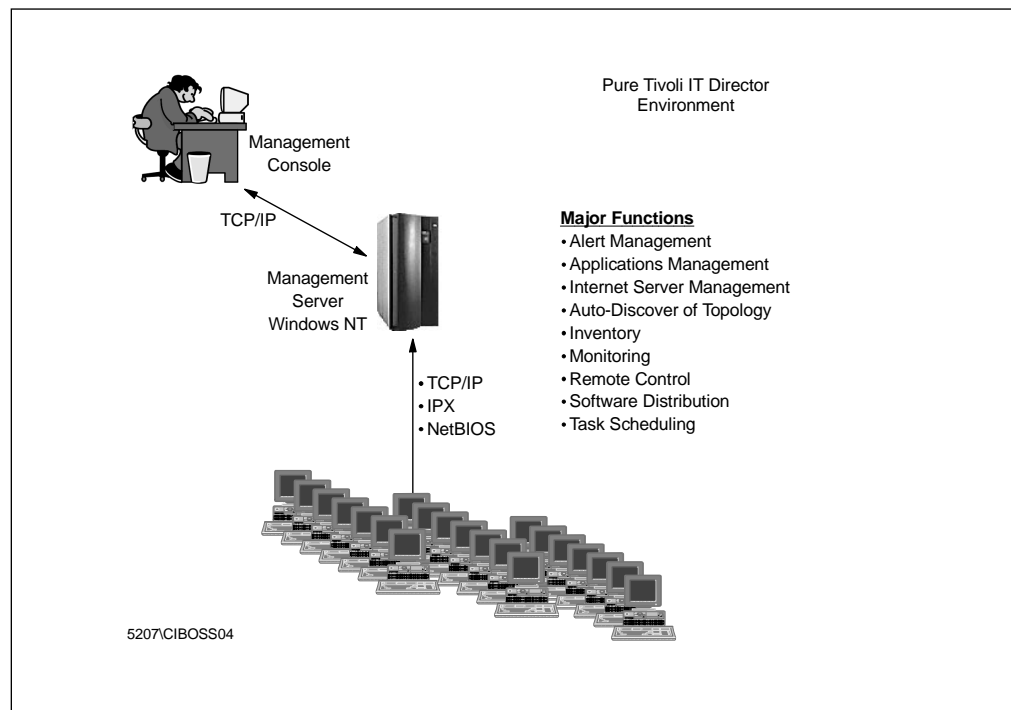 Pure Tivoli IT Director
Environment
Management
Console
TCP/IP
Management
Server
Windows NT
Major Functions
• Alert Management
• Applications Management
• Internet Server Management
• Auto-Discover of Topology
• Inventory
• Monitoring
• Remote Control
• Software Distribution
• Task Scheduling
• TCP/IP
• IPX
• NetBIOS
5207\CIBOSS04